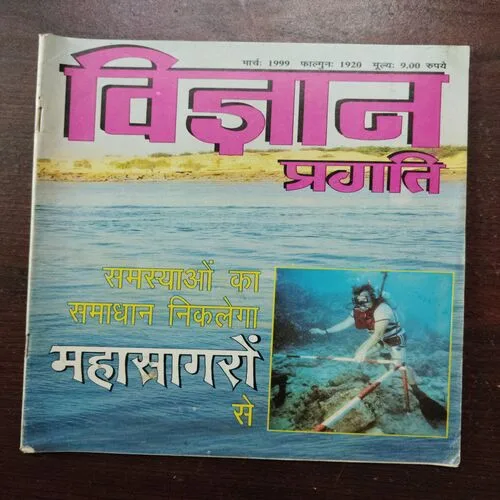 मार्च: 1999 फाल्गुन: 1920 मूल्य: 9.00 रुपये
विज्ञान
प्रगति
समस्याओं का
समाधान निकलेगा
महासागरों
से